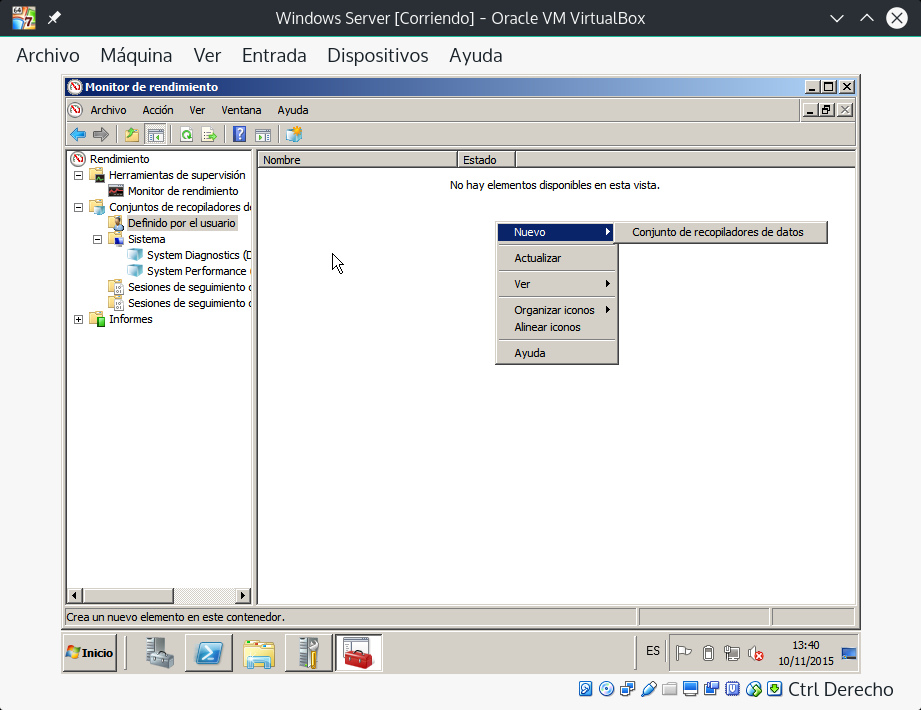 Windows Server [Corriendo] - Oracle VM VirtualBox
Archivo Máquina Ver Entrada Dispositivos Ayuda
Monitor de rendimiento
Archivo Acción Ver Ventana Ayuda
Rendimiento
Herramientas de supervisión
Monitor de rendimiento
Conjuntos de recopiladores de
Definido por el usuario
Sistema
System Diagnostics (D
System Performance (
Sesiones de seguimiento d
Sesiones de seguimiento d
Informes
Nombre Estado
No hay elementos disponibles en esta vista.
Nuevo Conjunto de recopiladores de datos
Actualizar
Ver
Organizar iconos
Alinear iconos
Ayuda
Crea un nuevo elemento en este contenedor.
Inicio ES 13:40
10/11/2015
Ctrl Derecho